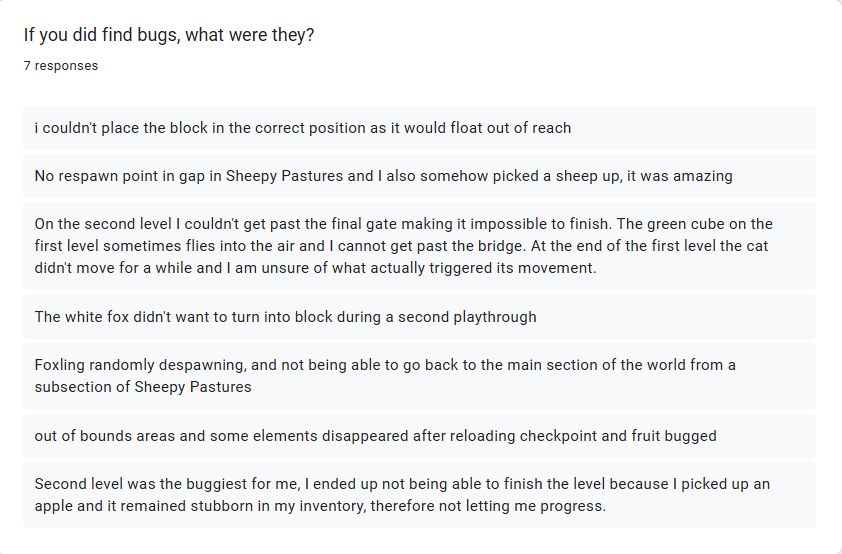 If you did find bugs, what were they?
7 responses
i couldn't place the block in the correct position as it would float out of reach
No respawn point in gap in Sheepy Pastures and I also somehow picked a sheep up, it was amazing
On the second level I couldn't get past the final gate making it impossible to finish. The green cube on the
first level sometimes flies into the air and I cannot get past the bridge. At the end of the first level the cat
didn't move for a while and I am unsure of what actually triggered its movement.
The white fox didn't want to turn into block during a second playthrough
Foxling randomly despawning, and not being able to go back to the main section of the world from a
subsection of Sheepy Pastures
out of bounds areas and some elements disappeared after reloading checkpoint and fruit bugged
Second level was the buggiest for me, I ended up not being able to finish the level because I picked up an
apple and it remained stubborn in my inventory, therefore not letting me progress.